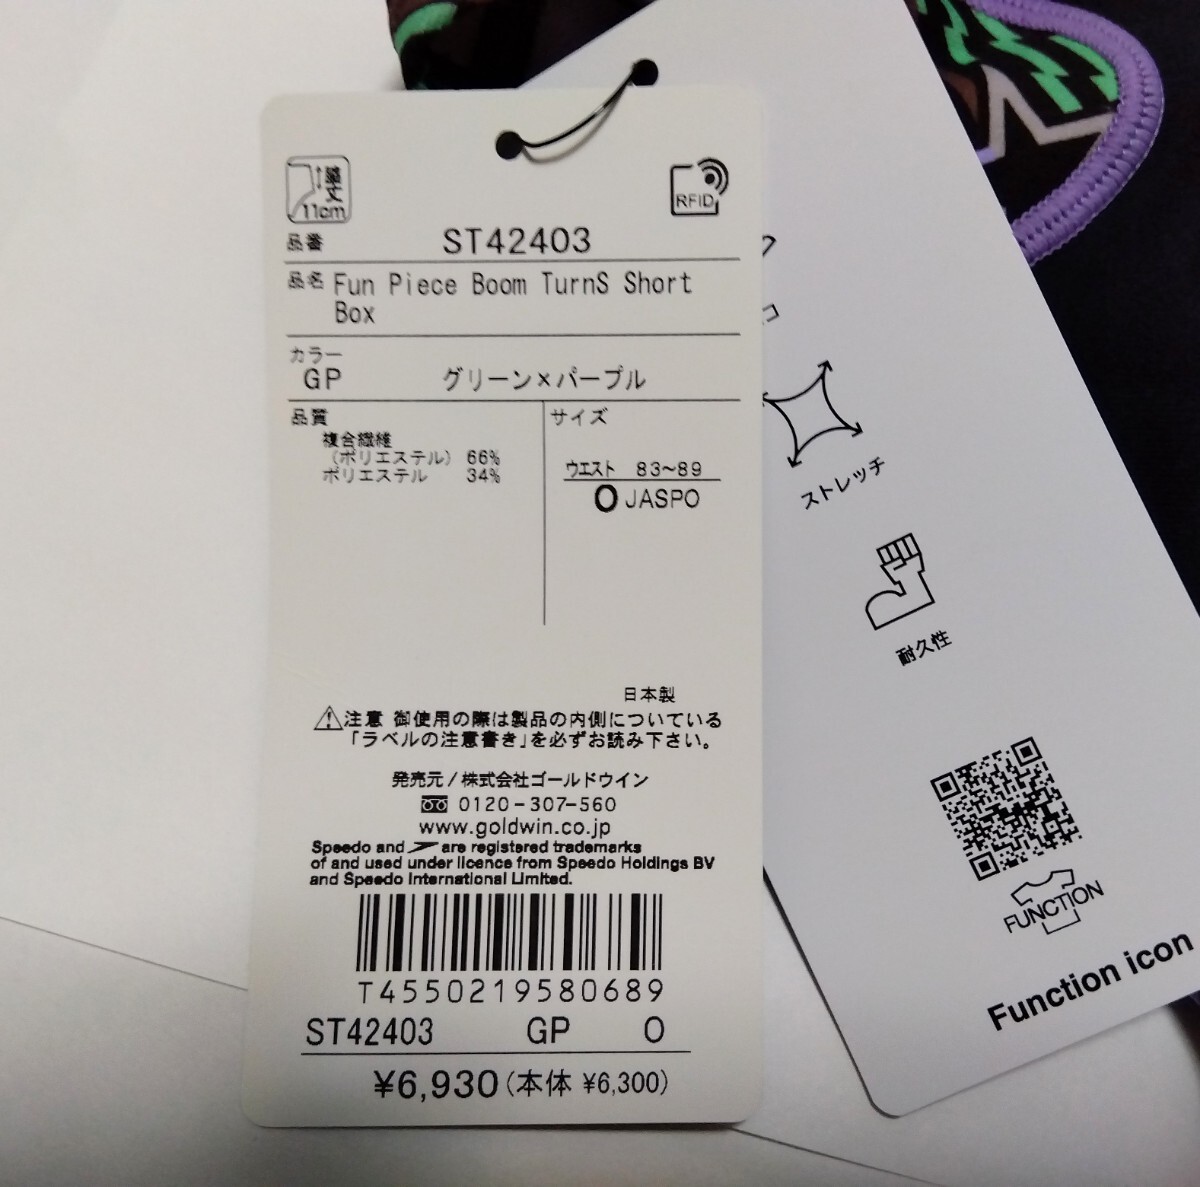 脇丈
11cm
RFID
品番 ST42403
品名 Fun Piece Boom TurnS Short
Box
カラー
GP グリーン×パープル
品質
複合繊維
(ポリエステル) 66%
ポリエステル 34%
サイズ
ウエスト 83~89
O JASPO
日本製
⚠注意 御使用の際は製品の内側についている
「ラベルの注意書き」を必ずお読み下さい。
発売元/株式会社ゴールドウイン
0120-307-560
www.goldwin.co.jp
Speedo and are registered trademarks
of and used under licence from Speedo Holdings BV
and Speedo International Limited.
T4550219580689
ST42403 GP O
¥6,930(本体 ¥6,300)
ストレッチ
耐久性
FUNCTION
Function icon